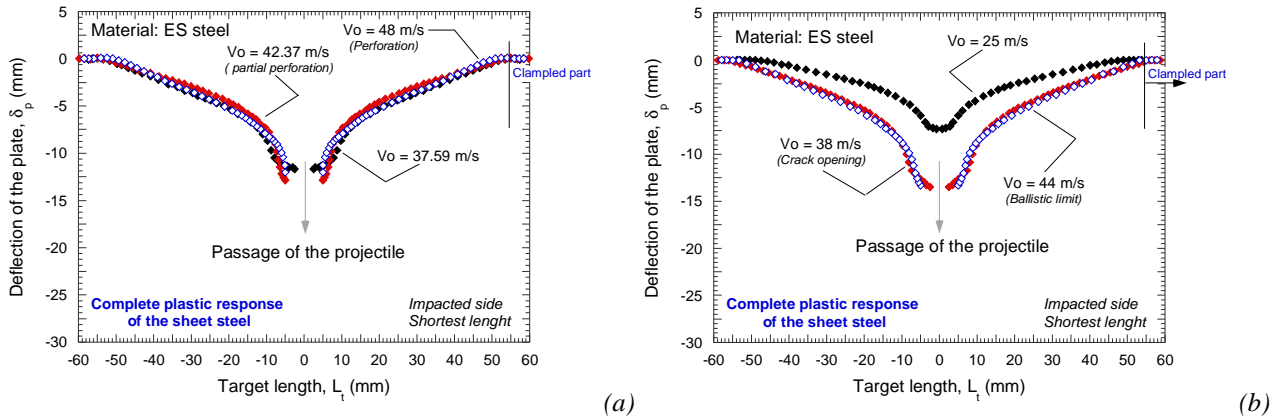 Material: ES steel
Vo = 42.37 m/s
( partial perforation)
Vo = 48 m/s
(Perforation)
Clampled part
Vo = 37.59 m/s
Passage of the projectile
Complete plastic response
of the sheet steel
Impacted side
Shortest lenght
Deflection of the plate, δp (mm)
5
0
-5
-10
-15
-20
-25
-30
-60 -50 -40 -30 -20 -10 0 10 20 30 40 50 60
Target length, Lt (mm)
(a)
Material: ES steel
Vo = 25 m/s
Clampled part
Vo = 38 m/s
(Crack opening)
Vo = 44 m/s
(Ballistic limit)
Passage of the projectile
Complete plastic response
of the sheet steel
Impacted side
Shortest lenght
Deflection of the plate, δp (mm)
5
0
-5
-10
-15
-20
-25
-30
-60 -50 -40 -30 -20 -10 0 10 20 30 40 50 60
Target length, Lt (mm)
(b)